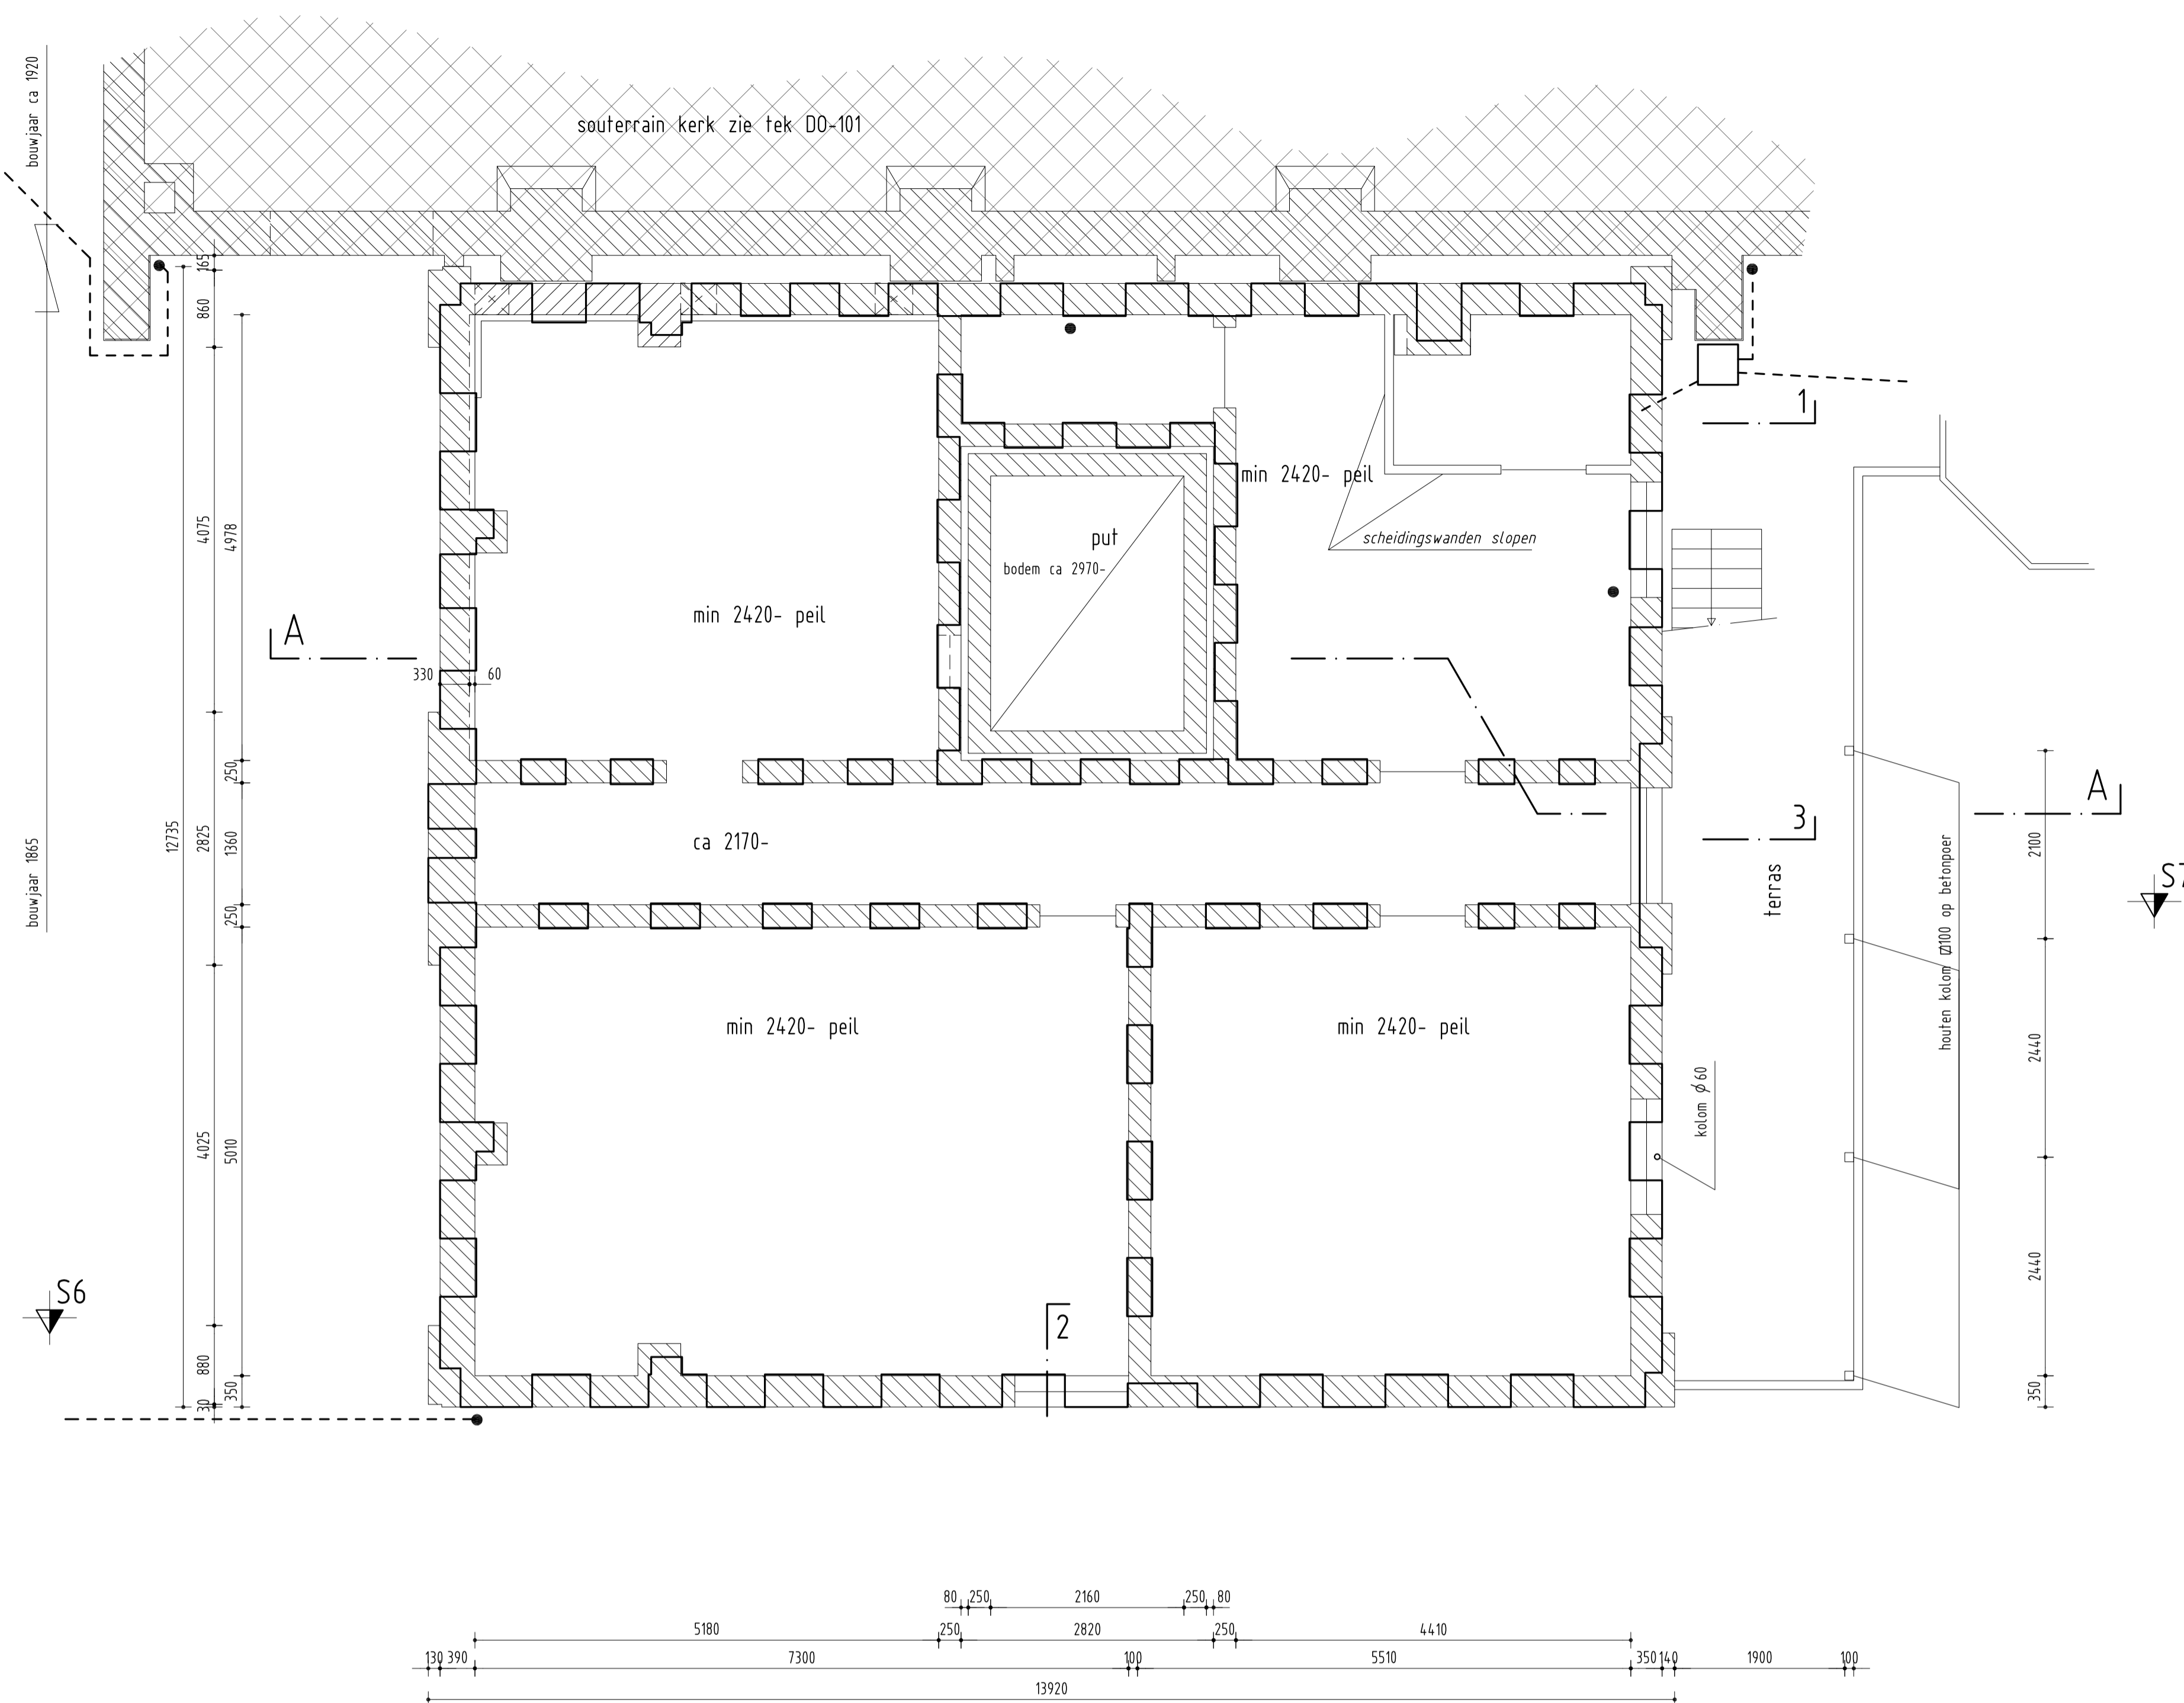 bouwjaar ca 1920
souterrain kerk zie tek DO-101
165
860
1
min 2420- peil
scheidingswanden slopen
put
bodem ca 2970-
4075
4978
min 2420- peil
A
330
60
250
A
3
2100
12735
2825
1360
ca 2170-
bouwjaar 1865
terras
houten kolom □100 op betonpoer
S7
250
min 2420- peil
min 2420- peil
2440
kolom ϕ60
4025
5010
2440
S6
2
880
350
30
350
80 250 2160 250 80
5180 250 2820 250 4410
130 390 7300 100 5510 350 140 1900 100
13920